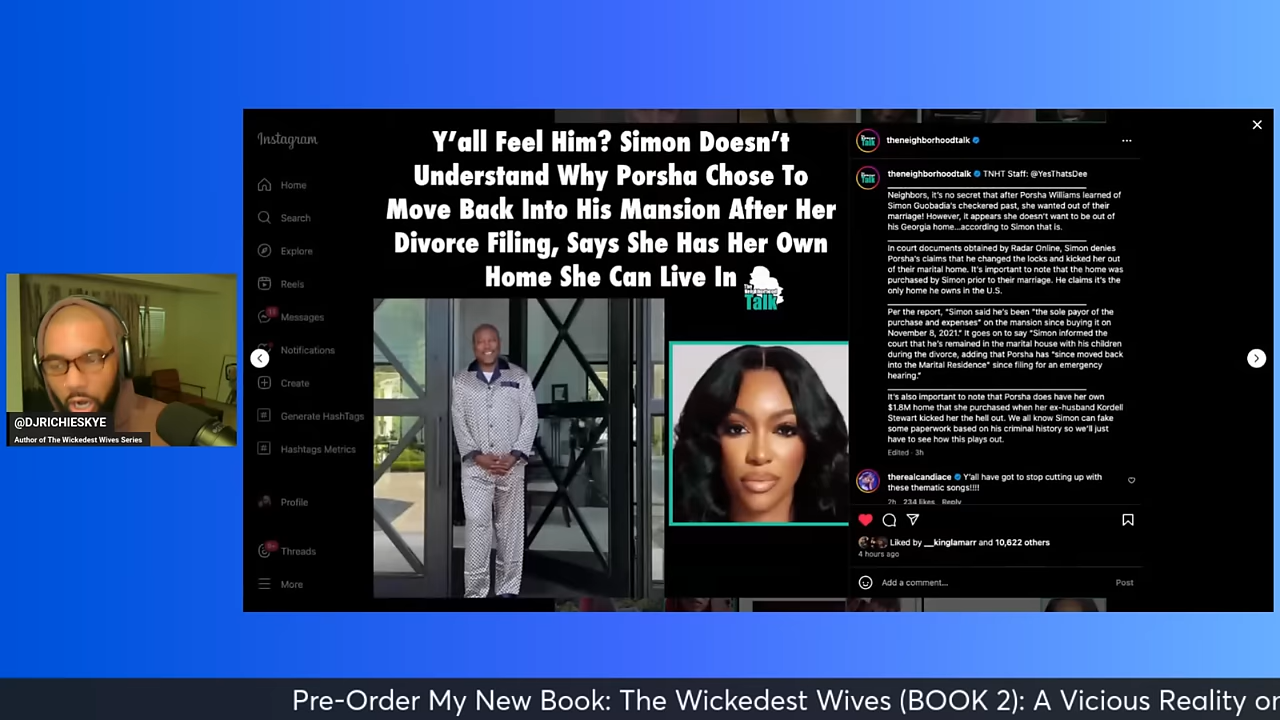 Instagram
Home
Search
Explore
Reels
Messages
Notifications
Create
Generate HashTags
Hashtags Metrics
Profile
Threads
More
Y'all Feel Him? Simon Doesn't
Understand Why Porsha Chose To
Move Back Into His Mansion After Her
Divorce Filing, Says She Has Her Own
Home She Can Live In
Talk
theneighborhoodtalk
theneighborhoodtalk TNHT Staff: @YesThatsDee
Neighbors, it's no secret that after Porsha Williams learned of
Simon Guobadia's checkered past, she wanted out of their
marriage! However, it appears she doesn't want to be out of
his Georgia home...according to Simon that is.
In court documents obtained by Radar Online, Simon denies
Porsha's claims that he changed the locks and kicked her out
of their marital home. It's important to note that the home was
purchased by Simon prior to their marriage. He claims it's the
only home he owns in the U.S.
Per the report, "Simon said he's been "the sole payor of the
purchase and expenses" on the mansion since buying it on
November 8, 2021." It goes on to say "Simon informed the
court that he's remained in the marital house with his children
during the divorce, adding that Porsha has "since moved back
into the Marital Residence" since filing for an emergency
hearing."
It's also important to note that Porsha does have her own
$1.8M home that she purchased when her ex-husband Kordell
Stewart kicked her the hell out. We all know Simon can fake
some paperwork based on his criminal history so we'll just
have to see how this plays out.
Edited · 3h
therealcandiace Y'all have got to stop cutting up with
these thematic songs!!!!
2h 234 likes Reply
Liked by __kinglamarr and 10,622 others
4 hours ago
Add a comment...
Post
@DJRICHIESKYE
Author of The Wickedest Wives Series
Pre-Order My New Book: The Wickedest Wives (BOOK 2): A Vicious Reality on